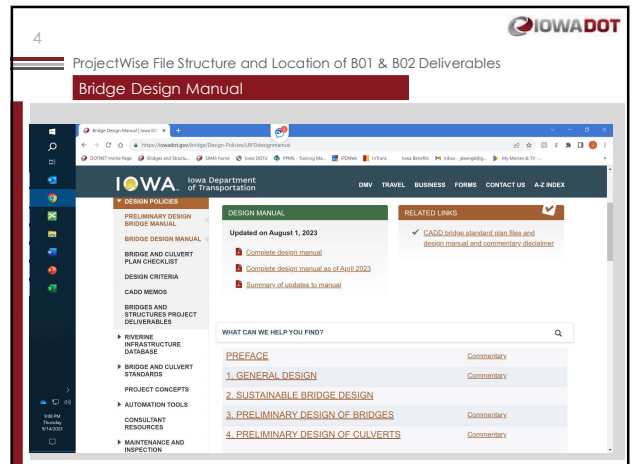 4
IOWADOT
ProjectWise File Structure and Location of B01 & B02 Deliverables
Bridge Design Manual
Bridge Design Manual | Iowa DO
https://iowadot.gov/bridge/Design-Policies/LRFDdesignmanual
DOTNET Home Page
Bridges and Structu...
SIIMS home
Iowa DOTU
PPMS - Training Ma...
InTrans
Iowa Benefits
My Movies & TV -...
IOWA
Iowa Department
of Transportation
DMV TRAVEL BUSINESS FORMS CONTACT US A-Z INDEX
DESIGN POLICIES
PRELIMINARY DESIGN
BRIDGE MANUAL
BRIDGE DESIGN MANUAL
BRIDGE AND CULVERT
PLAN CHECKLIST
DESIGN CRITERIA
CADD MEMOS
BRIDGES AND
STRUCTURES PROJECT
DELIVERABLES
RIVERINE
INFRASTRUCTURE
DATABASE
BRIDGE AND CULVERT
STANDARDS
PROJECT CONCEPTS
AUTOMATION TOOLS
CONSULTANT
RESOURCES
MAINTENANCE AND
INSPECTION
DESIGN MANUAL
Updated on August 1, 2023
Complete design manual
Complete design manual as of April 2023
Summary of updates to manual
RELATED LINKS
CADD bridge standard plan files and
design manual and commentary disclaimer
WHAT CAN WE HELP YOU FIND?
PREFACE Commentary
1. GENERAL DESIGN Commentary
2. SUSTAINABLE BRIDGE DESIGN
3. PRELIMINARY DESIGN OF BRIDGES Commentary
4. PRELIMINARY DESIGN OF CULVERTS Commentary
9:08 PM
Thursday
9/14/2023